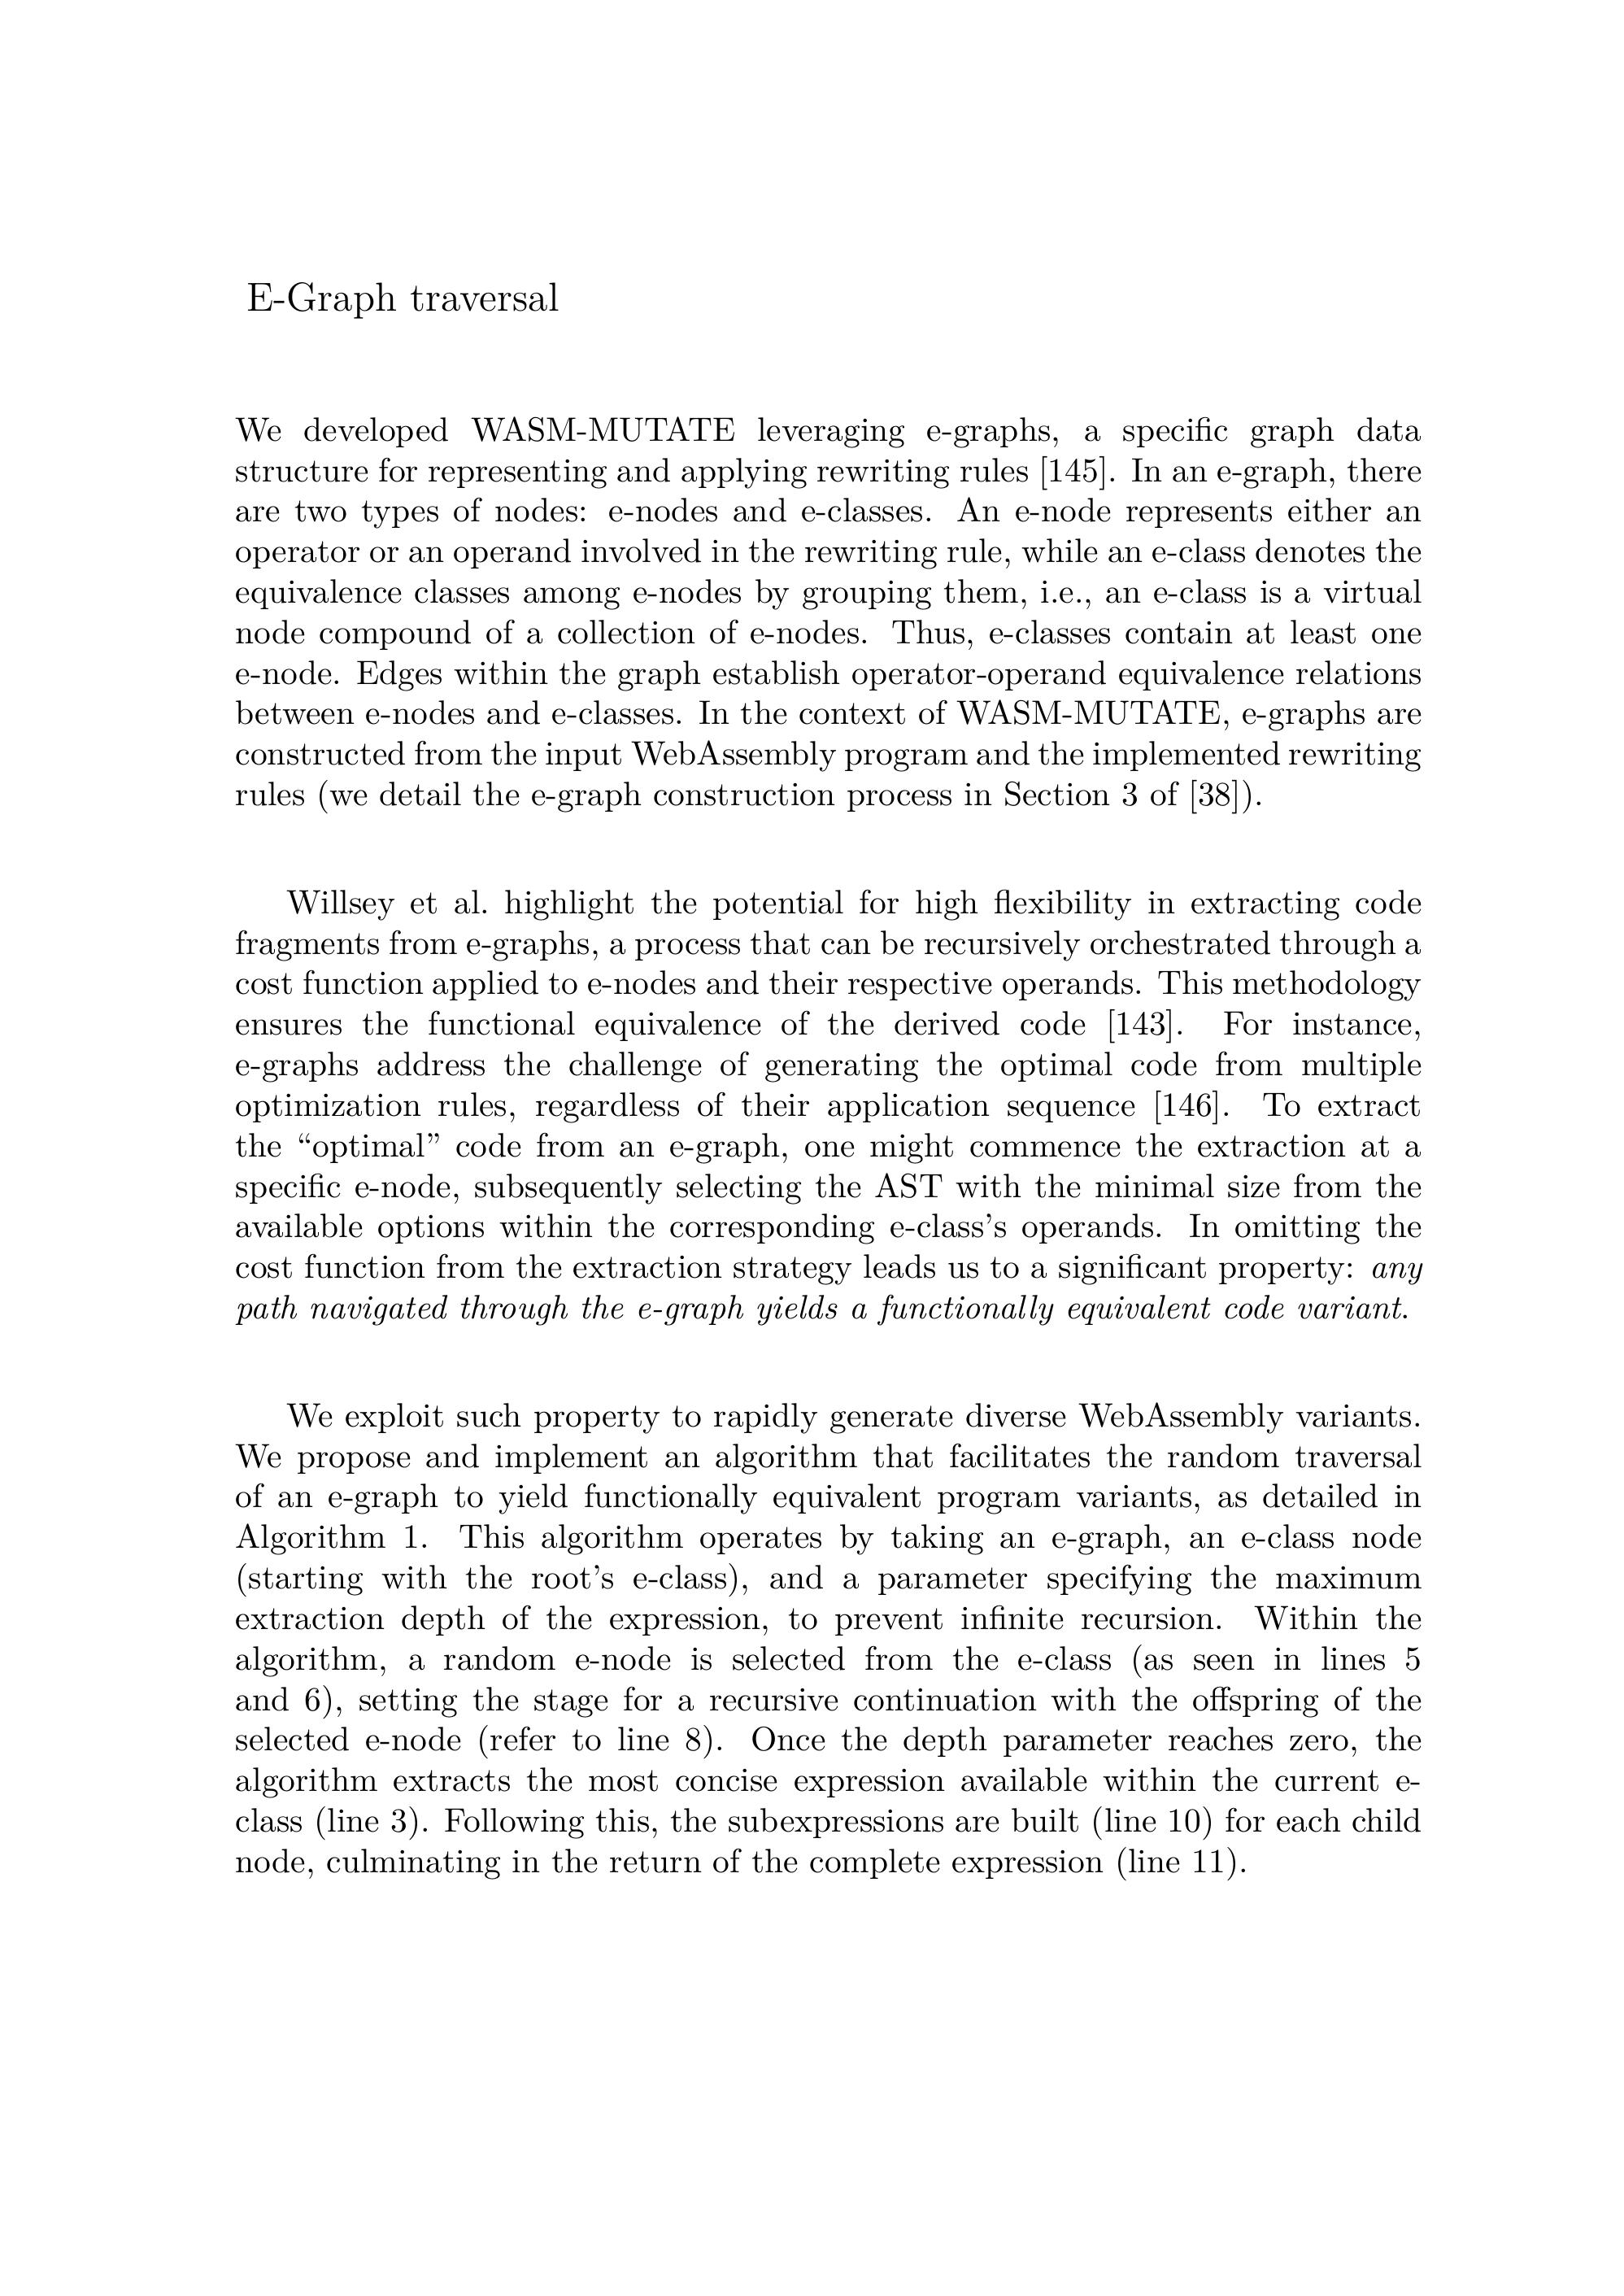 E-Graph traversal
We developed WASM-MUTATE leveraging e-graphs, a specific graph data
structure for representing and applying rewriting rules [145]. In an e-graph, there
are two types of nodes: e-nodes and e-classes. An e-node represents either an
operator or an operand involved in the rewriting rule, while an e-class denotes the
equivalence classes among e-nodes by grouping them, i.e., an e-class is a virtual
node compound of a collection of e-nodes. Thus, e-classes contain at least one
e-node. Edges within the graph establish operator-operand equivalence relations
between e-nodes and e-classes. In the context of WASM-MUTATE, e-graphs are
constructed from the input WebAssembly program and the implemented rewriting
rules (we detail the e-graph construction process in Section 3 of [38]).
Willsey et al. highlight the potential for high flexibility in extracting code
fragments from e-graphs, a process that can be recursively orchestrated through a
cost function applied to e-nodes and their respective operands. This methodology
ensures the functional equivalence of the derived code [143]. For instance,
e-graphs address the challenge of generating the optimal code from multiple
optimization rules, regardless of their application sequence [146]. To extract
the “optimal” code from an e-graph, one might commence the extraction at a
specific e-node, subsequently selecting the AST with the minimal size from the
available options within the corresponding e-class’s operands. In omitting the
cost function from the extraction strategy leads us to a significant property: any
path navigated through the e-graph yields a functionally equivalent code variant.
We exploit such property to rapidly generate diverse WebAssembly variants.
We propose and implement an algorithm that facilitates the random traversal
of an e-graph to yield functionally equivalent program variants, as detailed in
Algorithm 1. This algorithm operates by taking an e-graph, an e-class node
(starting with the root’s e-class), and a parameter specifying the maximum
extraction depth of the expression, to prevent infinite recursion. Within the
algorithm, a random e-node is selected from the e-class (as seen in lines 5
and 6), setting the stage for a recursive continuation with the offspring of the
selected e-node (refer to line 8). Once the depth parameter reaches zero, the
algorithm extracts the most concise expression available within the current e-
class (line 3). Following this, the subexpressions are built (line 10) for each child
node, culminating in the return of the complete expression (line 11).